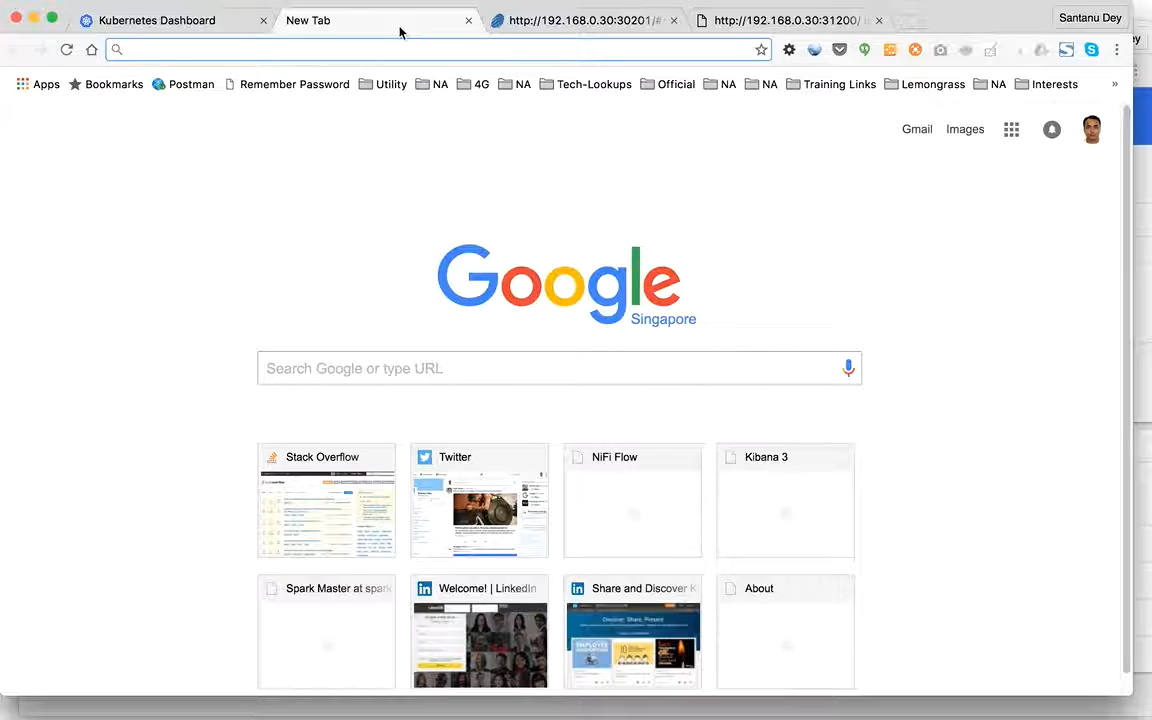 Kubernetes Dashboard
New Tab
http://192.168.0.30:30201/#
http://192.168.0.30:31200/
Santanu Dey
Apps
Bookmarks
Postman
Remember Password
Utility
NA
4G
NA
Tech-Lookups
Official
NA
NA
Training Links
Lemongrass
NA
Interests
»
Gmail
Images
Google
Singapore
Search Google or type URL
Stack Overflow
Twitter
NiFi Flow
Kibana 3
Spark Master at spark
Welcome! | LinkedIn
Share and Discover K
About